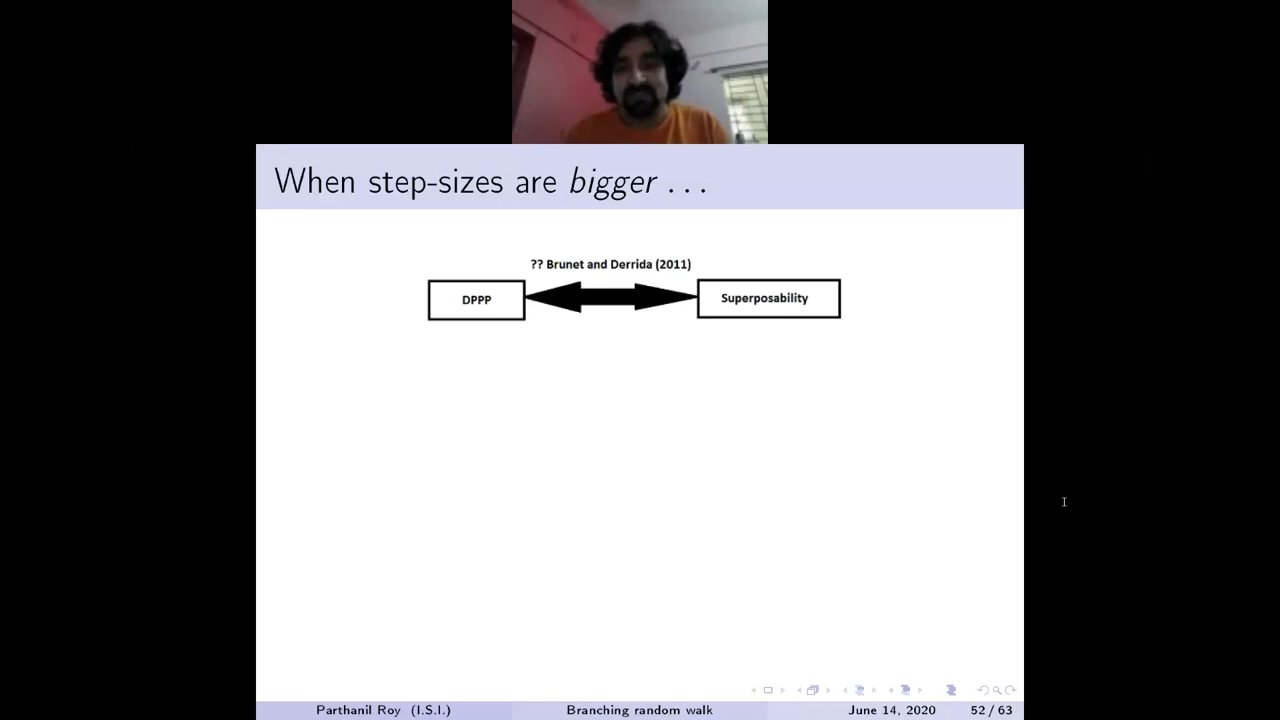 When step-sizes are bigger . . .
?? Brunet and Derrida (2011)
DPPP
Superposability
Parthanil Roy (I.S.I.)
Branching random walk
June 14, 2020
52 / 63